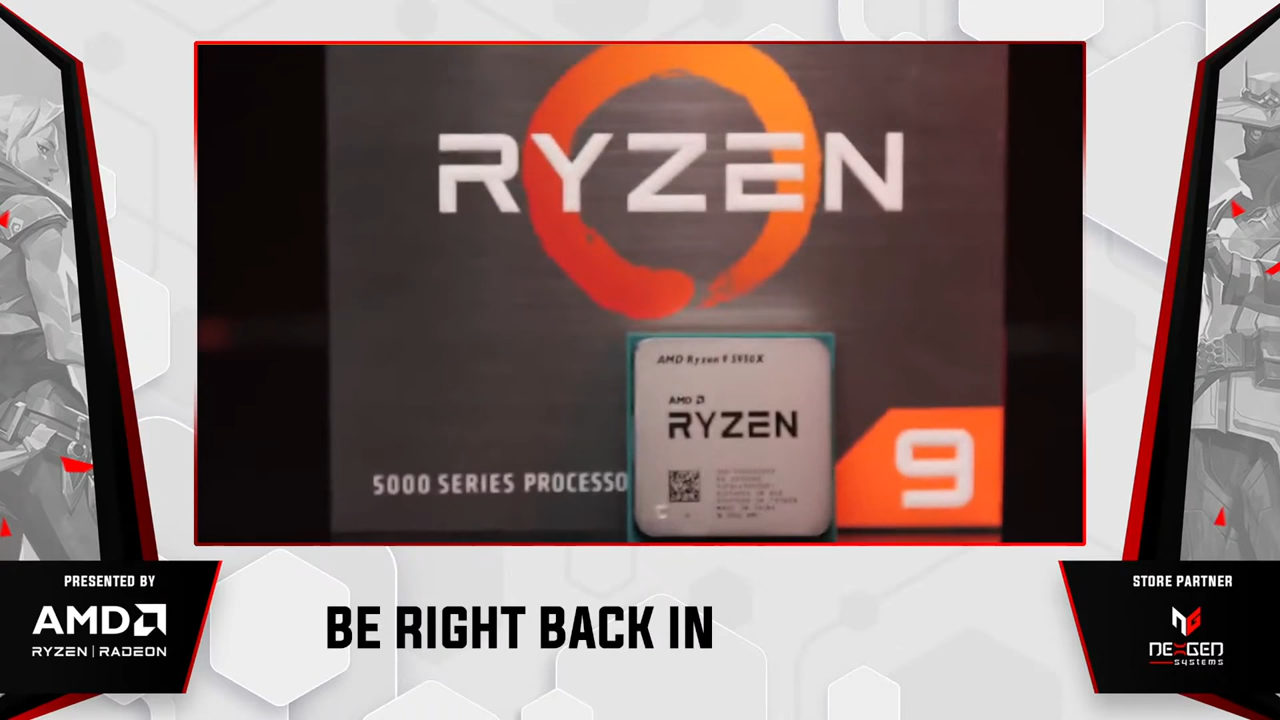 RYZEN
AMD Ryzen 9 5950X
AMD
RYZEN
5000 SERIES PROCESSO
9
PRESENTED BY
AMD
RYZEN | RADEON
BE RIGHT BACK IN
STORE PARTNER
NEXGEN
SYSTEMS